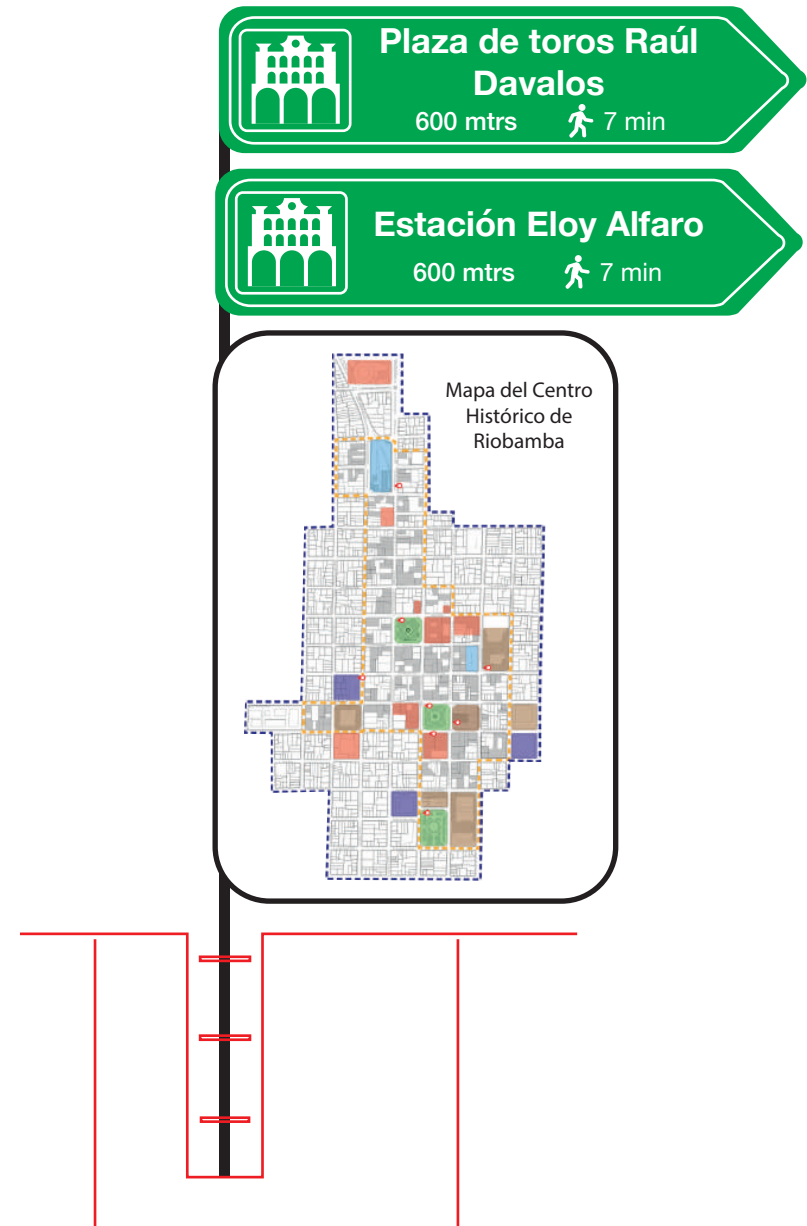 Plaza de toros Raúl
Davalos
600 mtrs 7 min
Estación Eloy Alfaro
600 mtrs 7 min
Mapa del Centro
Histórico de
Riobamba